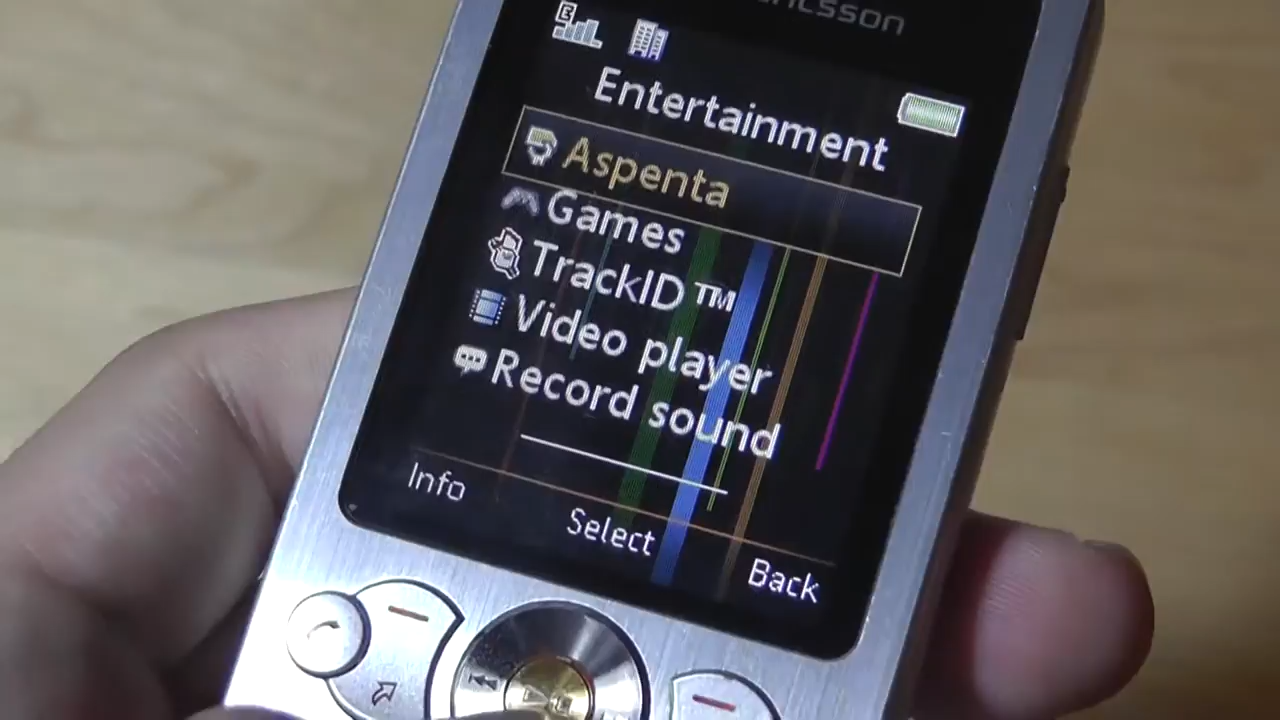 Entertainment
Aspenta
Games
TrackID™
Video player
Record sound
Info
Select
Back